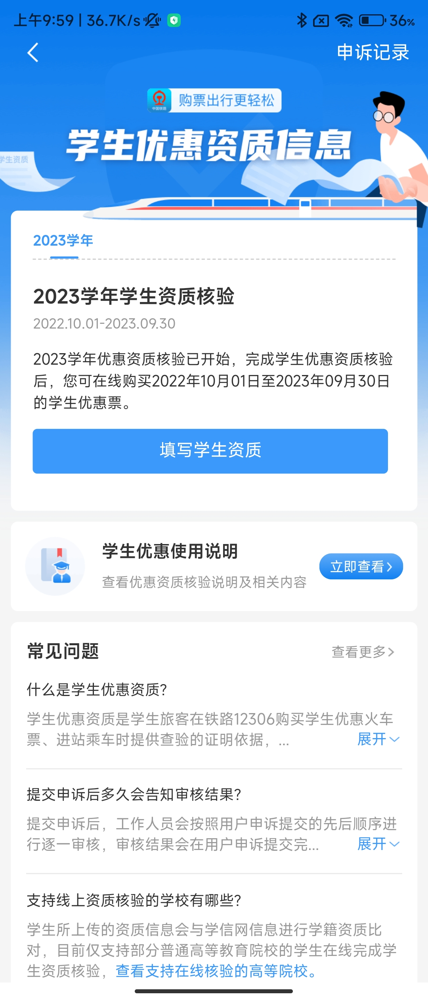 上午9:59 | 36.7K/s
36%
申诉记录
中国铁路
购票出行更轻松
学生优惠资质信息
学生资质
2023学年
2023学年学生资质核验
2022.10.01-2023.09.30
2023学年优惠资质核验已开始，完成学生优惠资质核验
后，您可在线购买2022年10月01日至2023年09月30日
的学生优惠票。
填写学生资质
学生优惠使用说明
查看优惠资质核验说明及相关内容
立即查看
常见问题
查看更多
什么是学生优惠资质?
学生优惠资质是学生旅客在铁路12306购买学生优惠火车
票、进站乘车时提供查验的证明依据，...
展开
提交申诉后多久会告知审核结果?
提交申诉后，工作人员会按照用户申诉提交的先后顺序进
行逐一审核，审核结果会在用户申诉提交完...
展开
支持线上资质核验的学校有哪些?
学生所上传的资质信息会与学信网信息进行学籍资质比
对，目前仅支持部分普通高等教育院校的学生在线完成学
生资质核验，查看支持在线核验的高等院校。